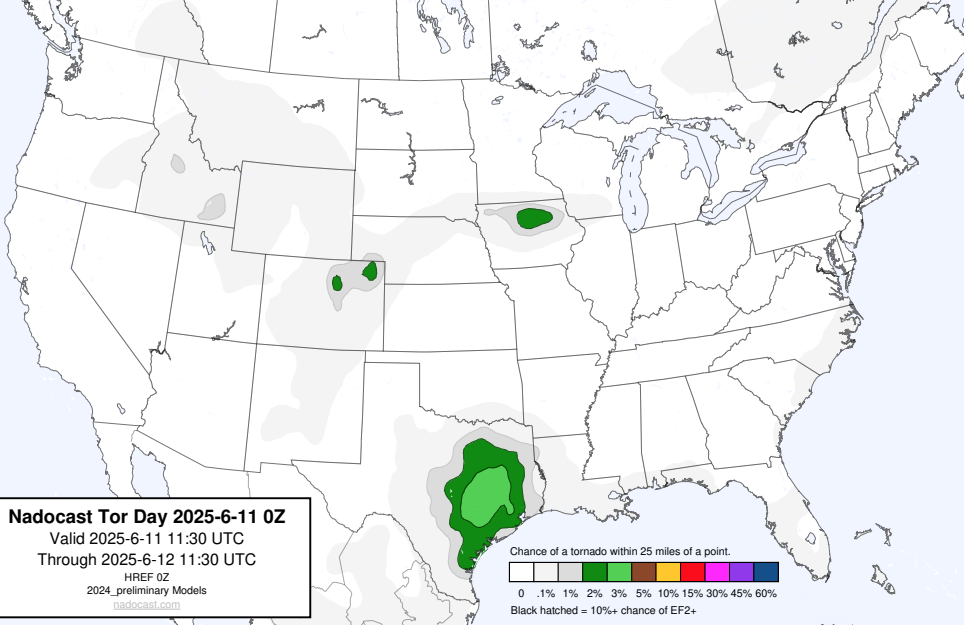 Nadocast Tor Day 2025-6-11 0Z
Valid 2025-6-11 11:30 UTC
Through 2025-6-12 11:30 UTC
HREF 0Z
2024_preliminary Models
nadocast.com
Chance of a tornado within 25 miles of a point.
0 .1% 1% 2% 3% 5% 10% 15% 30% 45% 60%
Black hatched = 10%+ chance of EF2+